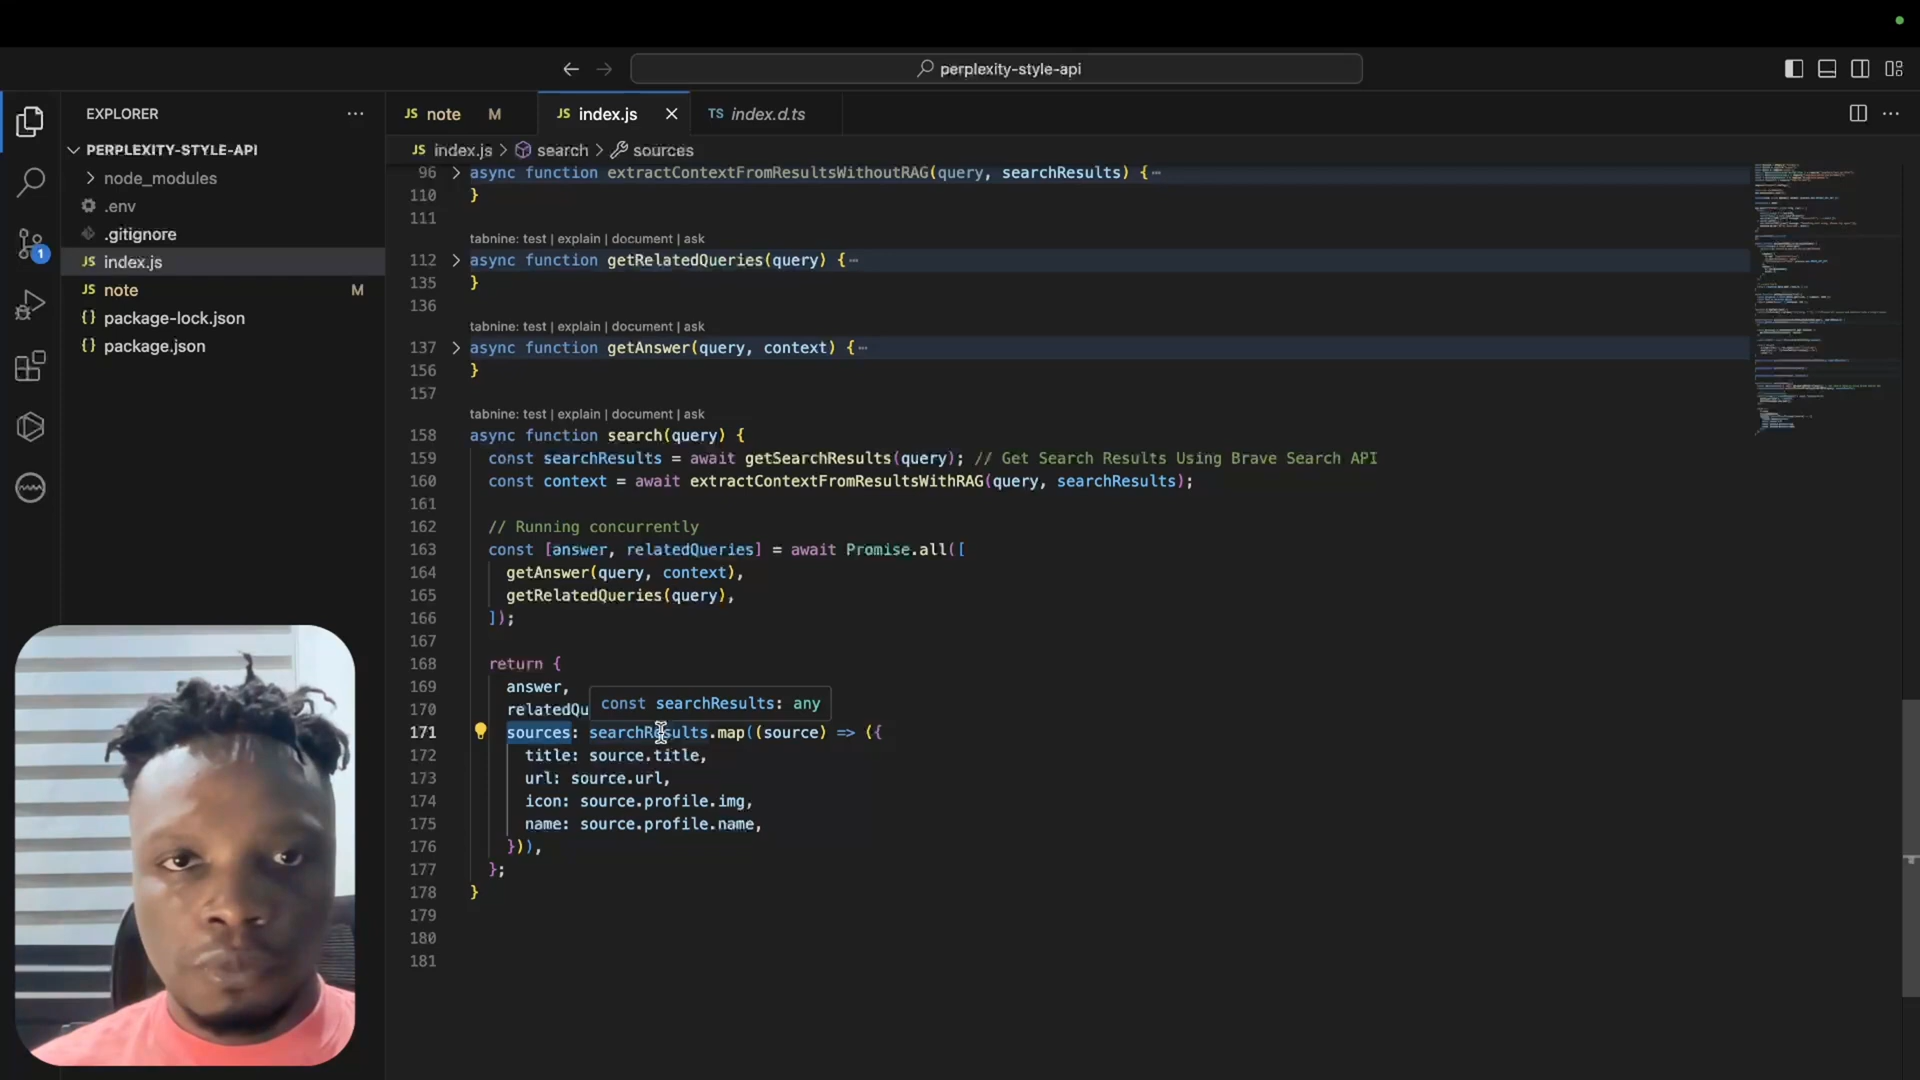 perplexity-style-api
EXPLORER
PERPLEXITY-STYLE-API
node_modules
.env
.gitignore
JS index.js
JS note M
{} package-lock.json
{} package.json
1
JS note M
JS index.js
TS index.d.ts
JS index.js > search > sources
96 async function extractContextFromResultsWithoutRAG(query, searchResults) {…
110 }
111
tabnine: test | explain | document | ask
112 async function getRelatedQueries(query) {…
135 }
136
tabnine: test | explain | document | ask
137 async function getAnswer(query, context) {…
156 }
157
tabnine: test | explain | document | ask
158 async function search(query) {
159 const searchResults = await getSearchResults(query); // Get Search Results Using Brave Search API
160 const context = await extractContextFromResultsWithRAG(query, searchResults);
161
162 // Running concurrently
163 const [answer, relatedQueries] = await Promise.all([
164 getAnswer(query, context),
165 getRelatedQueries(query),
166 ]);
167
168 return {
169 answer,
const searchResults: any
170 relatedQu
171 sources: searchResults.map((source) => ({
172 title: source.title,
173 url: source.url,
174 icon: source.profile.img,
175 name: source.profile.name,
176 })),
177 };
178 }
179
180
181